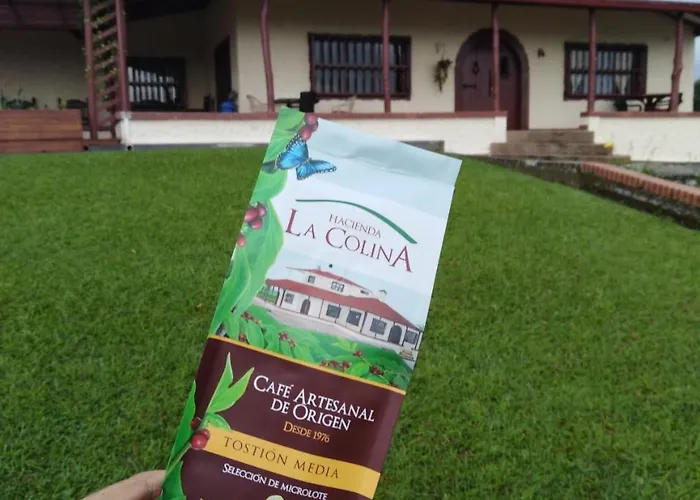 HACIENDA
LA COLINA
CAFÉ ARTESANAL
DE ORIGEN
DESDE 1976
TOSTIÓN MEDIA
SELECCIÓN DE MICROLOTE